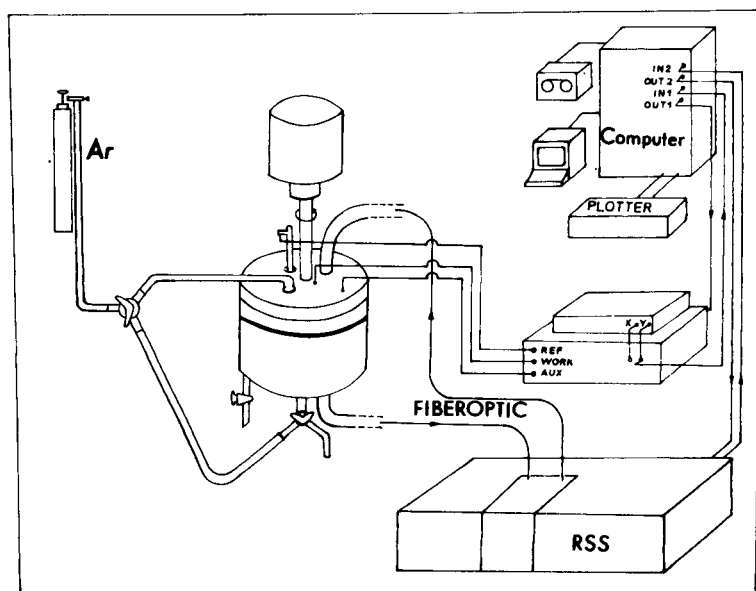 Ar
IN2
OUT2
IN1
OUT1
Computer
PLOTTER
X Y
REF
WORK
AUX
FIBEROPTIC
RSS